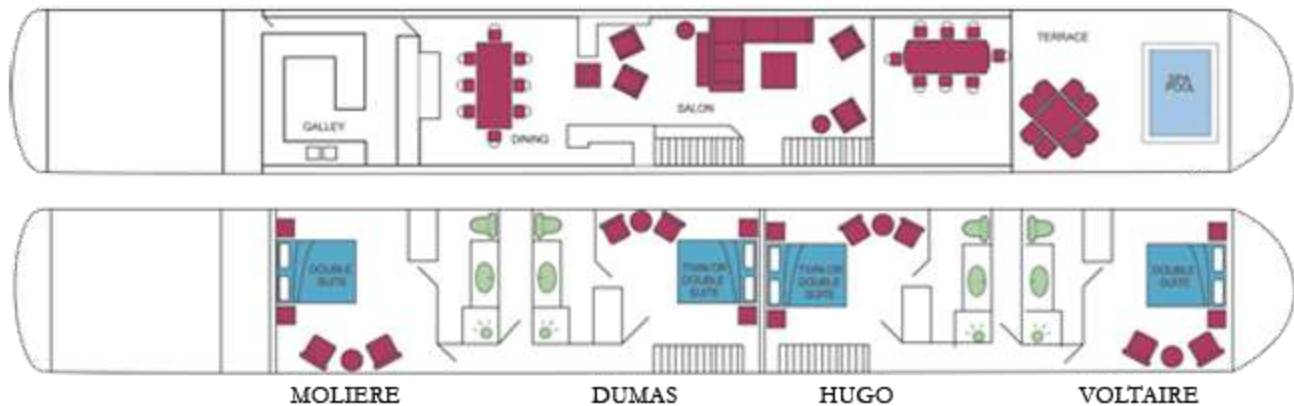 TERRACE
SPA
POOL
SALON
GALLEY
DINING
DOUBLE
SUITE
TWIN OR
DOUBLE
SUITE
TWIN OR
DOUBLE
SUITE
DOUBLE
SUITE
MOLIERE
DUMAS
HUGO
VOLTAIRE